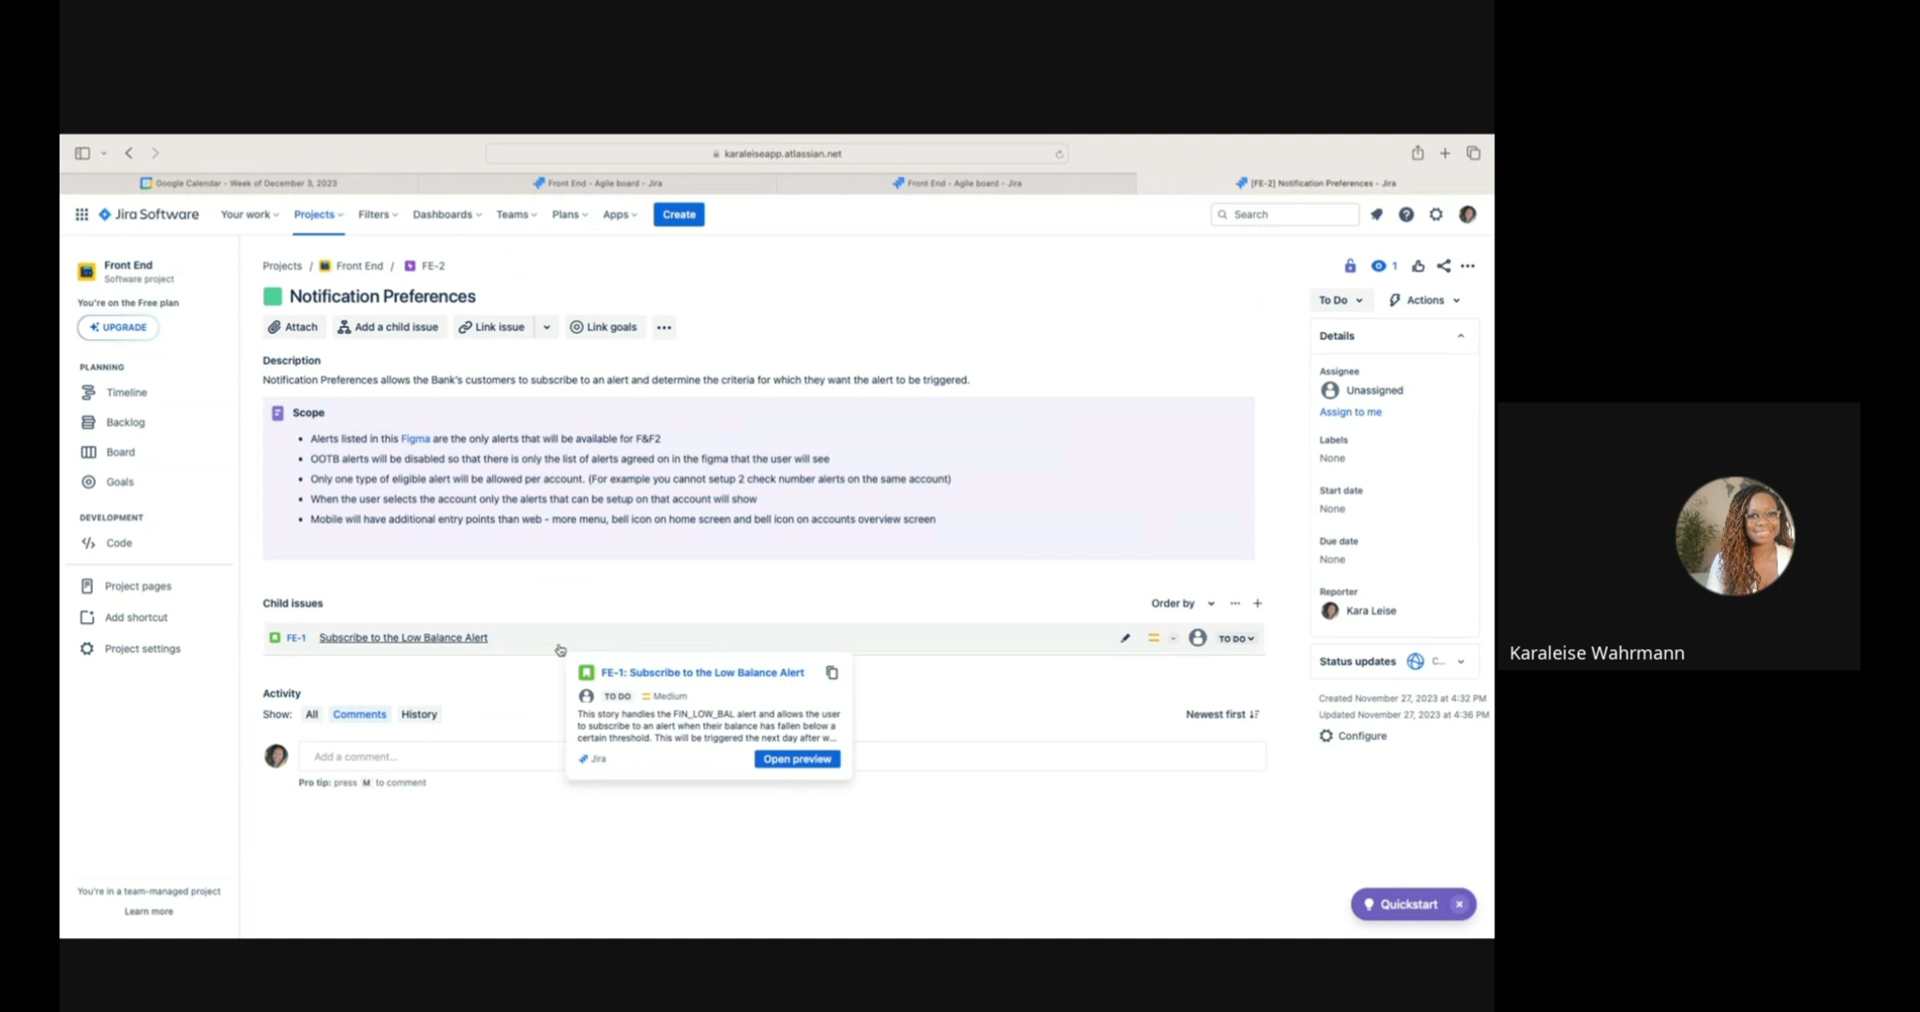 karaleiseapp.atlassian.net
Google Calendar - Week of December 3, 2023
Front End - Agile board - Jira
Front End - Agile board - Jira
[FE-2] Notification Preferences - Jira
Jira Software
Your work
Projects
Filters
Dashboards
Teams
Plans
Apps
Create
Search
Front End
Software project
You're on the Free plan
UPGRADE
PLANNING
Timeline
Backlog
Board
Goals
DEVELOPMENT
Code
Project pages
Add shortcut
Project settings
You're in a team-managed project
Learn more
Projects / Front End / FE-2
Notification Preferences
Attach
Add a child issue
Link issue
Link goals
Description
Notification Preferences allows the Bank's customers to subscribe to an alert and determine the criteria for which they want the alert to be triggered.
Scope
• Alerts listed in this Figma are the only alerts that will be available for F&F2
• OOTB alerts will be disabled so that there is only the list of alerts agreed on in the figma that the user will see
• Only one type of eligible alert will be allowed per account. (For example you cannot setup 2 check number alerts on the same account)
• When the user selects the account only the alerts that can be setup on that account will show
• Mobile will have additional entry points than web - more menu, bell icon on home screen and bell icon on accounts overview screen
Child issues
Order by
FE-1 Subscribe to the Low Balance Alert
TO DO
FE-1: Subscribe to the Low Balance Alert
TO DO = Medium
This story handles the FIN_LOW_BAL alert and allows the user
to subscribe to an alert when their balance has fallen below a
certain threshold. This will be triggered the next day after w...
Jira
Open preview
Activity
Show: All Comments History
Newest first
Add a comment...
Pro tip: press M to comment
1
To Do
Actions
Details
Assignee
Unassigned
Assign to me
Labels
None
Start date
None
Due date
None
Reporter
Kara Leise
Status updates C...
Created November 27, 2023 at 4:32 PM
Updated November 27, 2023 at 4:36 PM
Configure
Quickstart
Karaleise Wahrmann